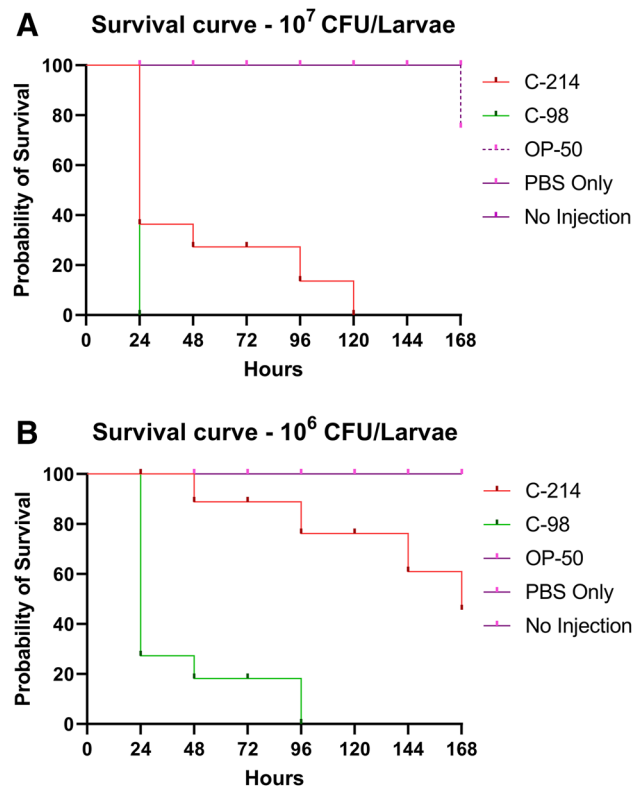 A
Survival curve - 10⁷ CFU/Larvae
Probability of Survival
100
80
60
40
20
0
0 24 48 72 96 120 144 168
Hours
C-214
C-98
OP-50
PBS Only
No Injection
B
Survival curve - 10⁶ CFU/Larvae
Probability of Survival
100
80
60
40
20
0
0 24 48 72 96 120 144 168
Hours
C-214
C-98
OP-50
PBS Only
No Injection